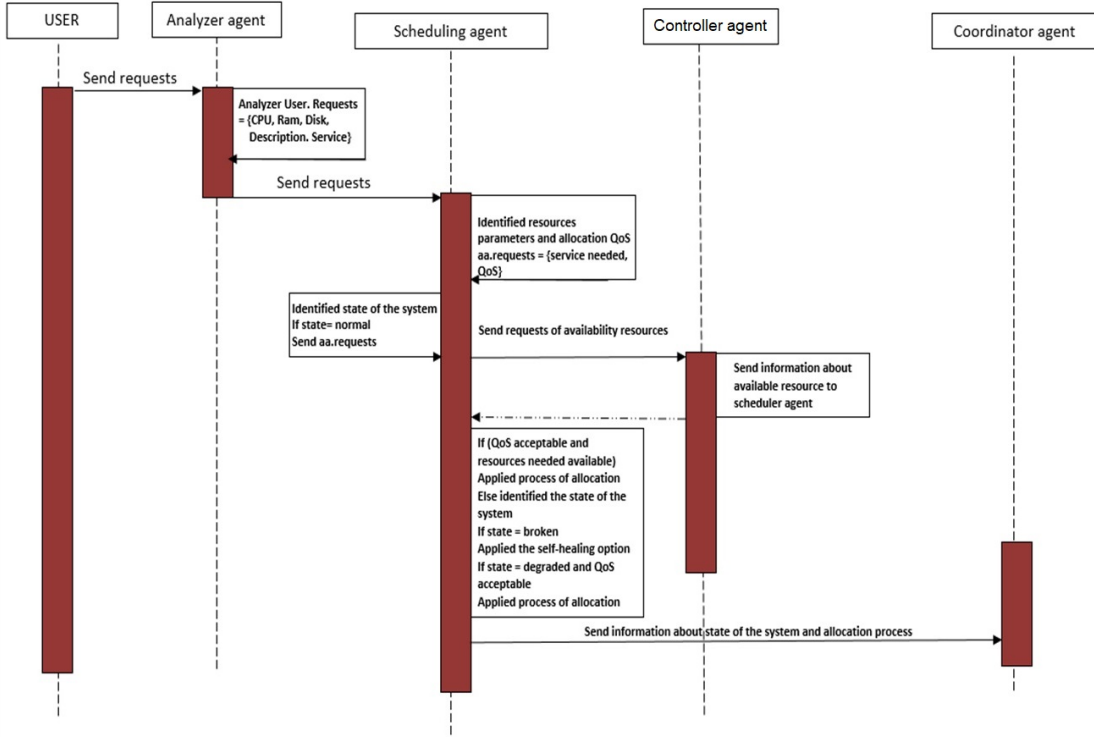 USER
Analyzer agent
Scheduling agent
Controller agent
Coordinator agent
Send requests
Analyzer User. Requests
= {CPU, Ram, Disk,
Description. Service}
Send requests
Identified resources
parameters and allocation QoS
aa.requests = {service needed,
QoS}
Identified state of the system
If state= normal
Send aa.requests
Send requests of availability resources
Send information about
available resource to
scheduler agent
If (QoS acceptable and
resources needed available)
Applied process of allocation
Else identified the state of the
system
If state = broken
Applied the self-healing option
If state = degraded and QoS
acceptable
Applied process of allocation
Send information about state of the system and allocation process